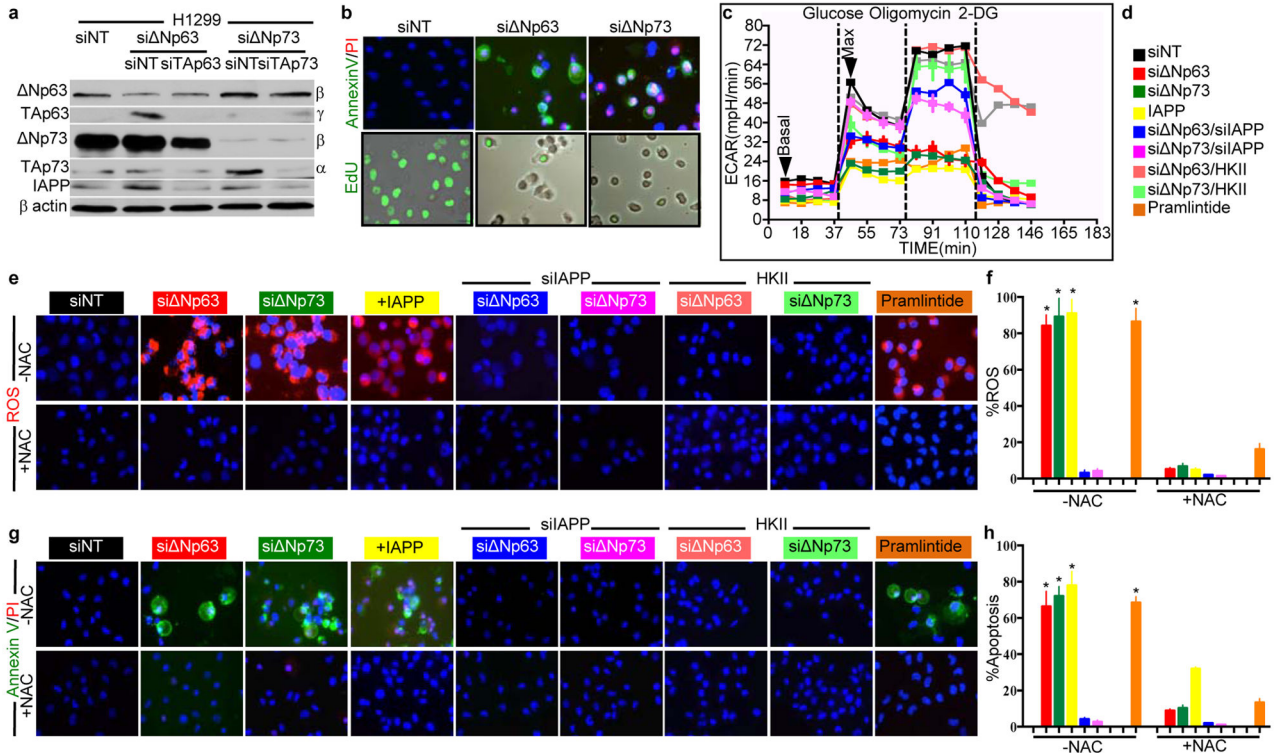 a
H1299
siNT
siΔNp63
siΔNp73
siNT siTAp63
siNTsiTAp73
ΔNp63
β
TAp63
γ
ΔNp73
β
TAp73
α
IAPP
β actin
b
siNT
siΔNp63
siΔNp73
AnnexinV/PI
EdU
c
Glucose Oligomycin 2-DG
Max
Basal
ECAR(mpH/min)
80
72
64
56
48
40
32
24
16
8
0
0 18 37 55 73 91 110 128 146 183
TIME(min)
d
siNT
siΔNp63
siΔNp73
IAPP
siΔNp63/siIAPP
siΔNp73/siIAPP
siΔNp63/HKII
siΔNp73/HKII
Pramlintide
e
siIAPP
HKII
siNT
siΔNp63
siΔNp73
+IAPP
siΔNp63
siΔNp73
siΔNp63
siΔNp73
Pramlintide
ROS
-NAC
+NAC
f
%ROS
100
80
60
40
20
0
* * * *
-NAC
+NAC
g
siIAPP
HKII
siNT
siΔNp63
siΔNp73
+IAPP
siΔNp63
siΔNp73
siΔNp63
siΔNp73
Pramlintide
Annexin V/PI
-NAC
+NAC
h
%Apoptosis
100
80
60
40
20
0
* * * *
-NAC
+NAC